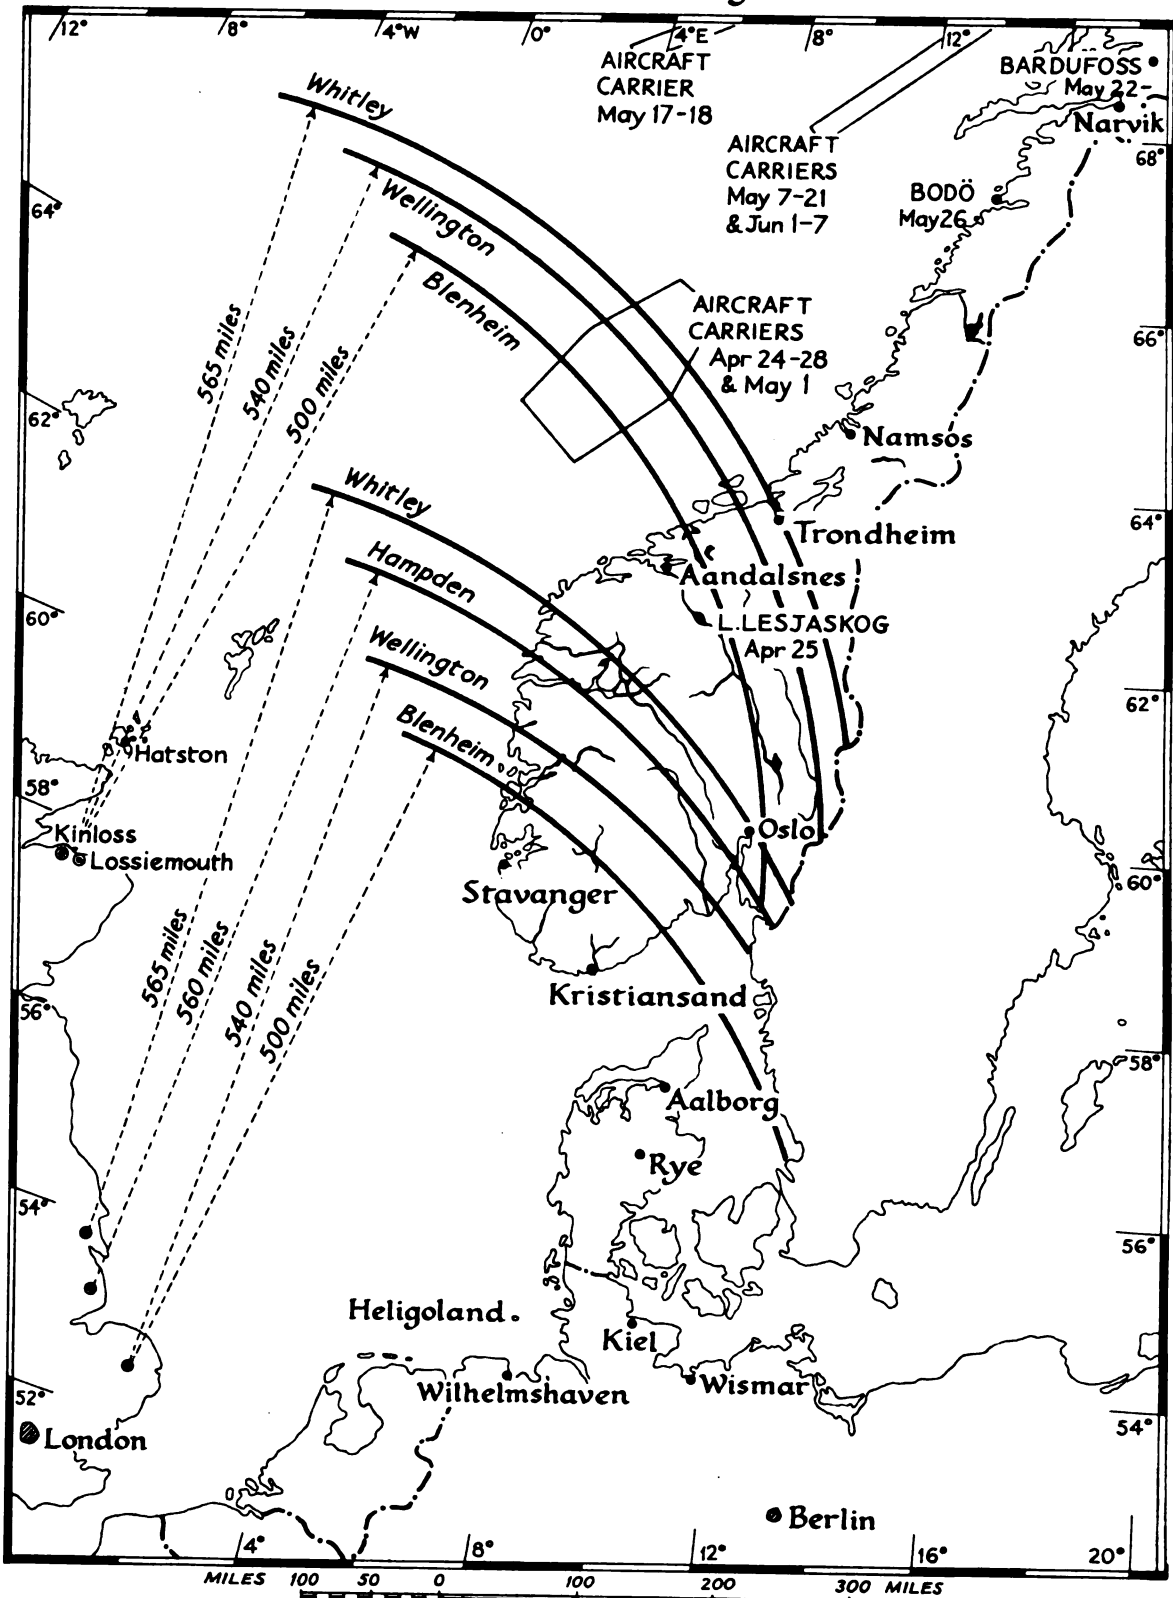 12°
8°
4°W
0°
4°E
8°
12°
AIRCRAFT
CARRIER
May 17-18
BARDUFOSS
May 22-
Narvik
68°
AIRCRAFT
CARRIERS
May 7-21
& Jun 1-7
BODÖ
May 26
Whitley
Wellington
Blenheim
64°
AIRCRAFT
CARRIERS
Apr 24-28
& May 1
66°
565 miles
540 miles
500 miles
62°
Namsos
Whitley
Hampden
Wellington
Blenheim
64°
Trondheim
Aandalsnes
L.LESJASKOG
Apr 25
60°
62°
Hatston
58°
Kinloss
Lossiemouth
Oslo
60°
Stavanger
565 miles
560 miles
540 miles
500 miles
Kristiansand
56°
58°
Aalborg
Rye
54°
56°
Heligoland
Kiel
Wilhelmshaven
Wismar
52°
54°
London
Berlin
4°
8°
12°
16°
20°
MILES 100 50 0 100 200 300 MILES